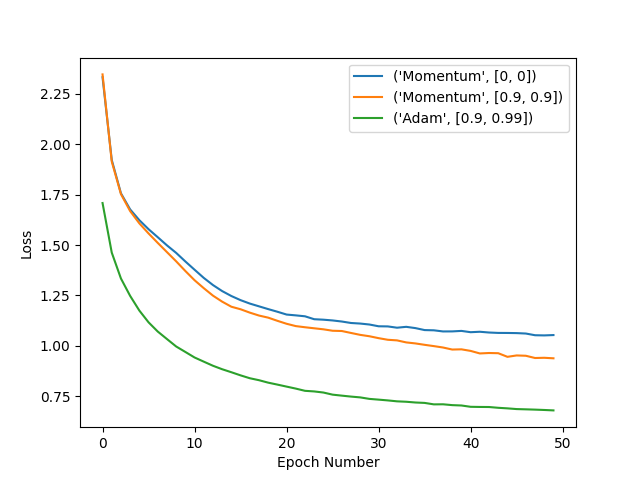 ('Momentum', [0, 0])
('Momentum', [0.9, 0.9])
('Adam', [0.9, 0.99])
2.25
2.00
1.75
1.50
1.25
1.00
0.75
Loss
0 10 20 30 40 50
Epoch Number